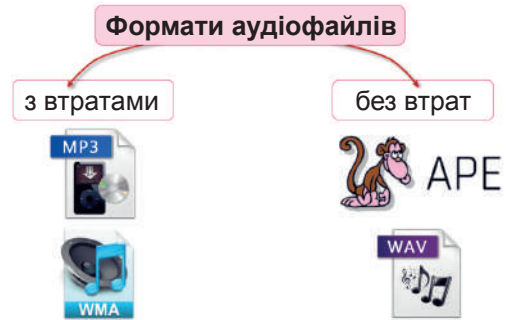 Формати аудіофайлів
з втратами
без втрат
MP3
APE
WMA
WAV